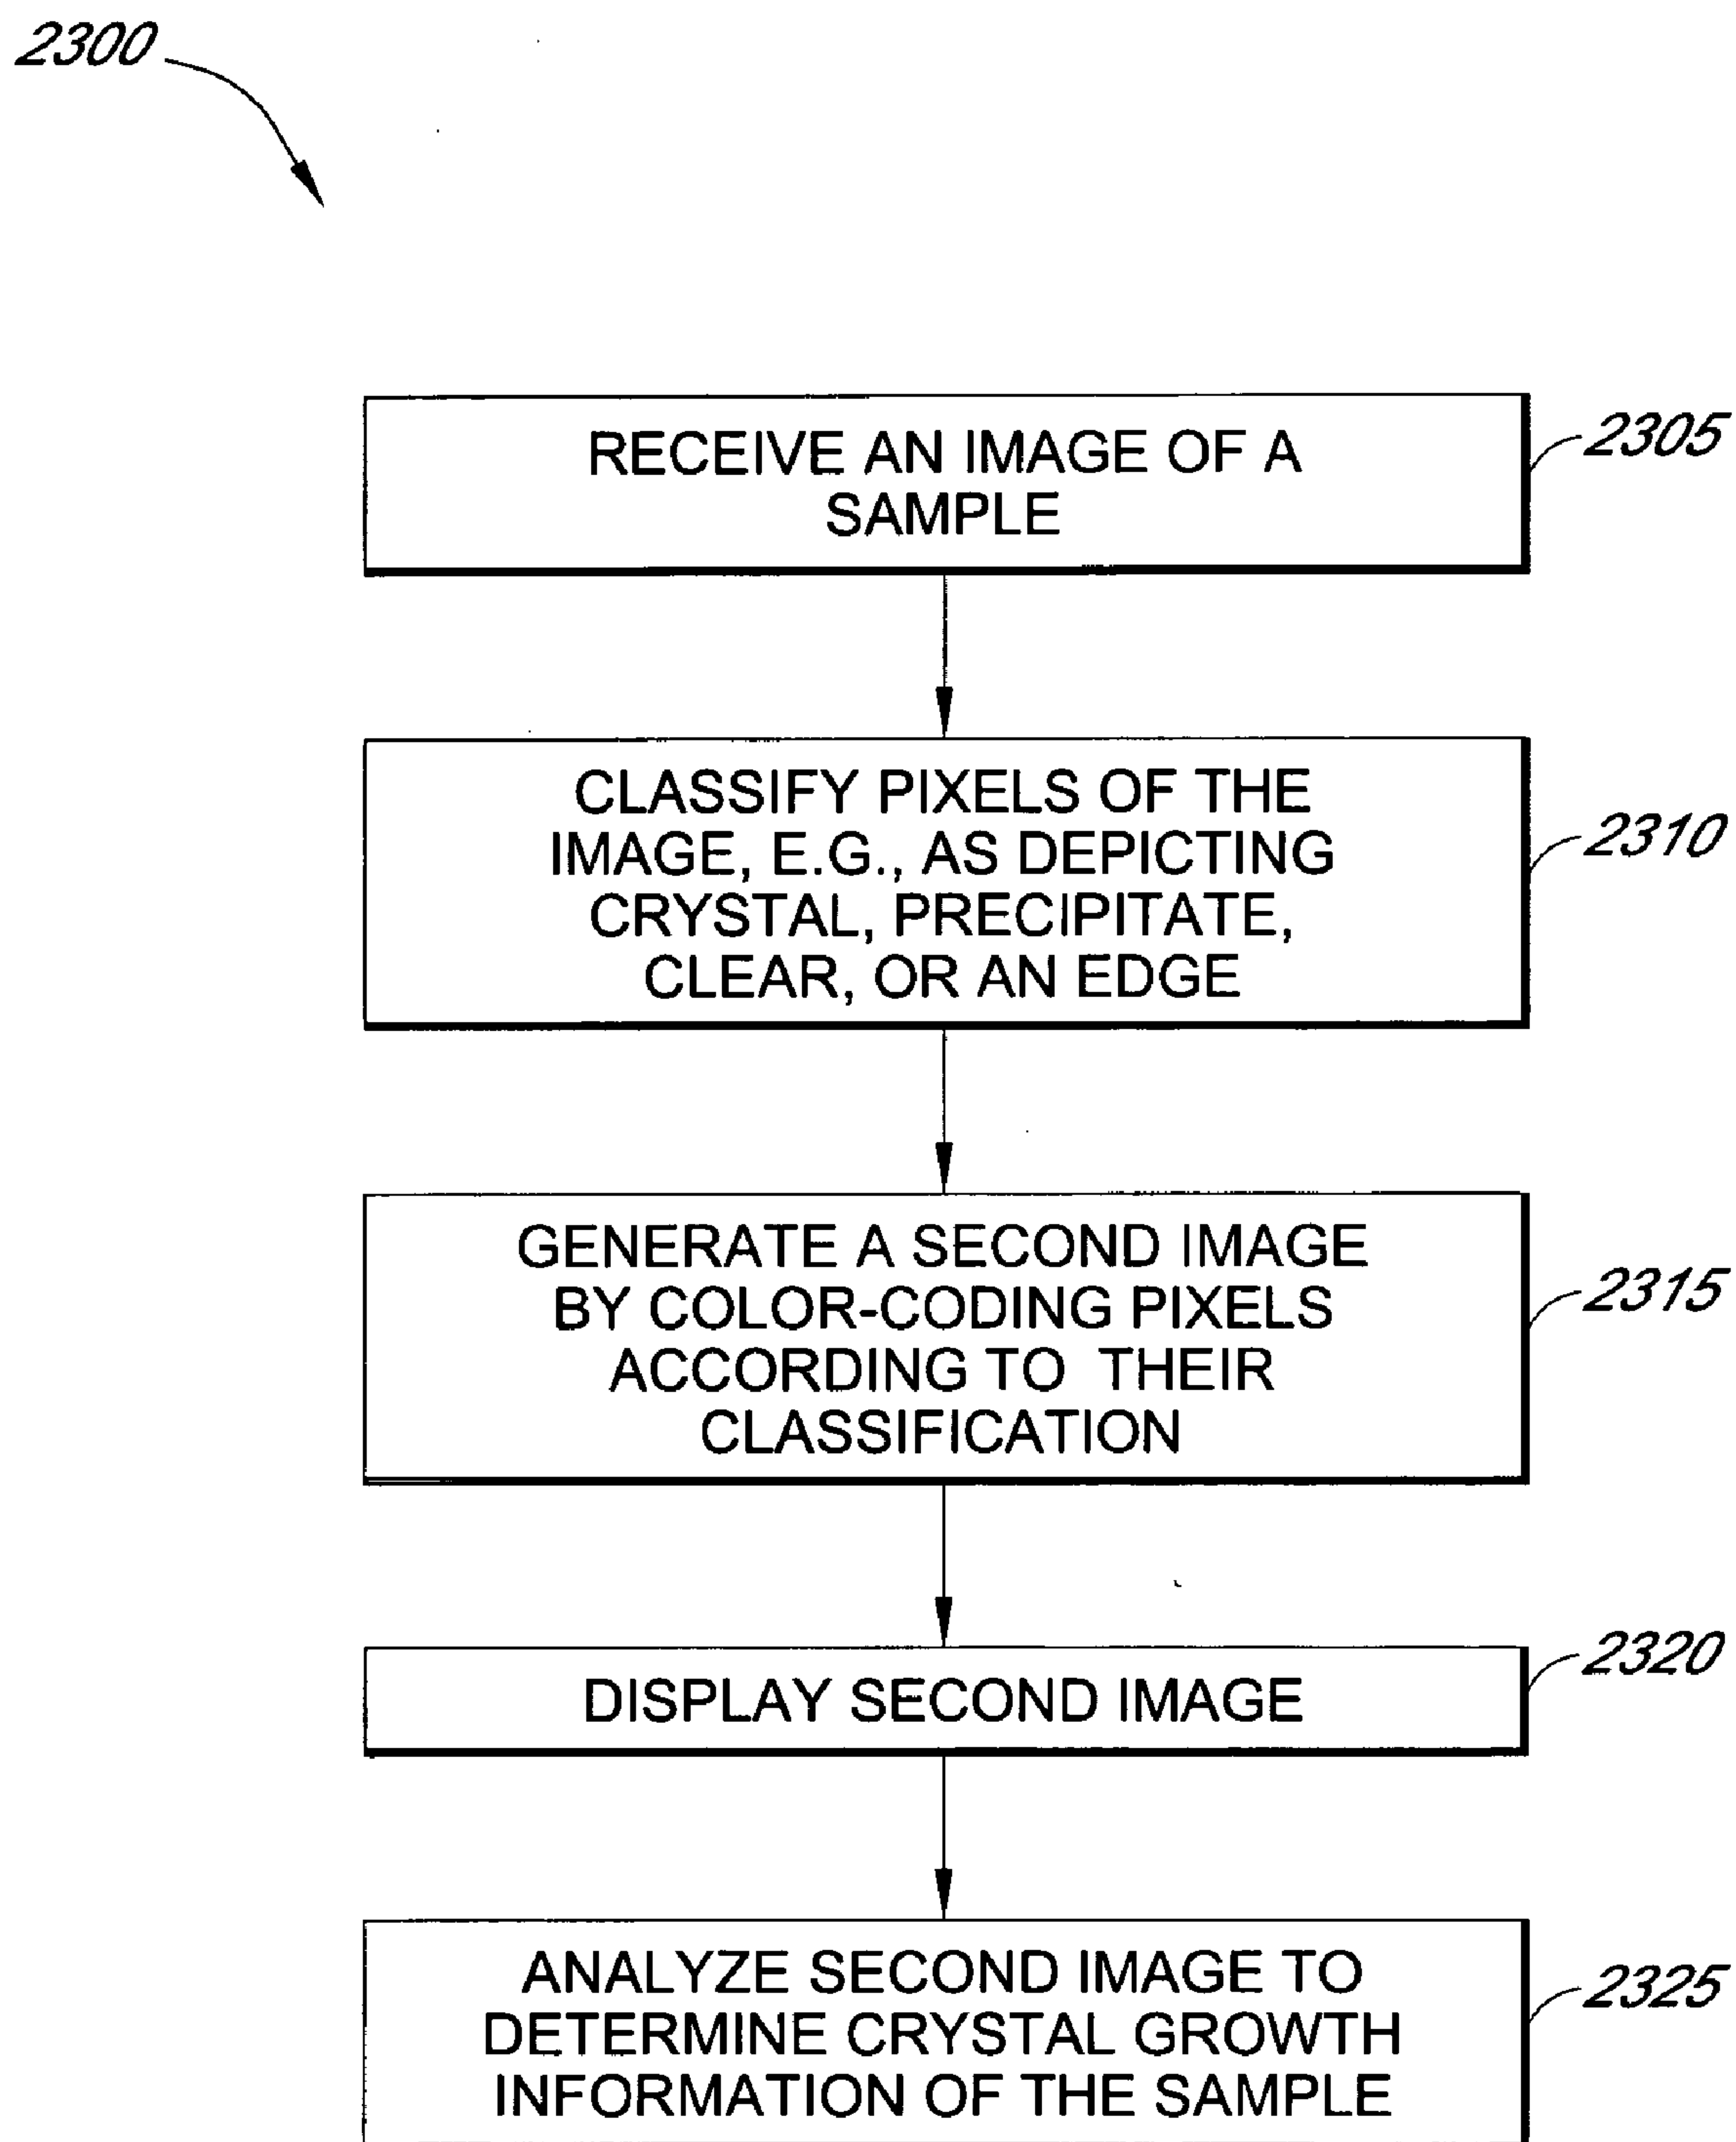 2300
RECEIVE AN IMAGE OF A
SAMPLE
2305
CLASSIFY PIXELS OF THE
IMAGE, E.G., AS DEPICTING
CRYSTAL, PRECIPITATE,
CLEAR, OR AN EDGE
2310
GENERATE A SECOND IMAGE
BY COLOR-CODING PIXELS
ACCORDING TO THEIR
CLASSIFICATION
2315
DISPLAY SECOND IMAGE
2320
ANALYZE SECOND IMAGE TO
DETERMINE CRYSTAL GROWTH
INFORMATION OF THE SAMPLE
2325